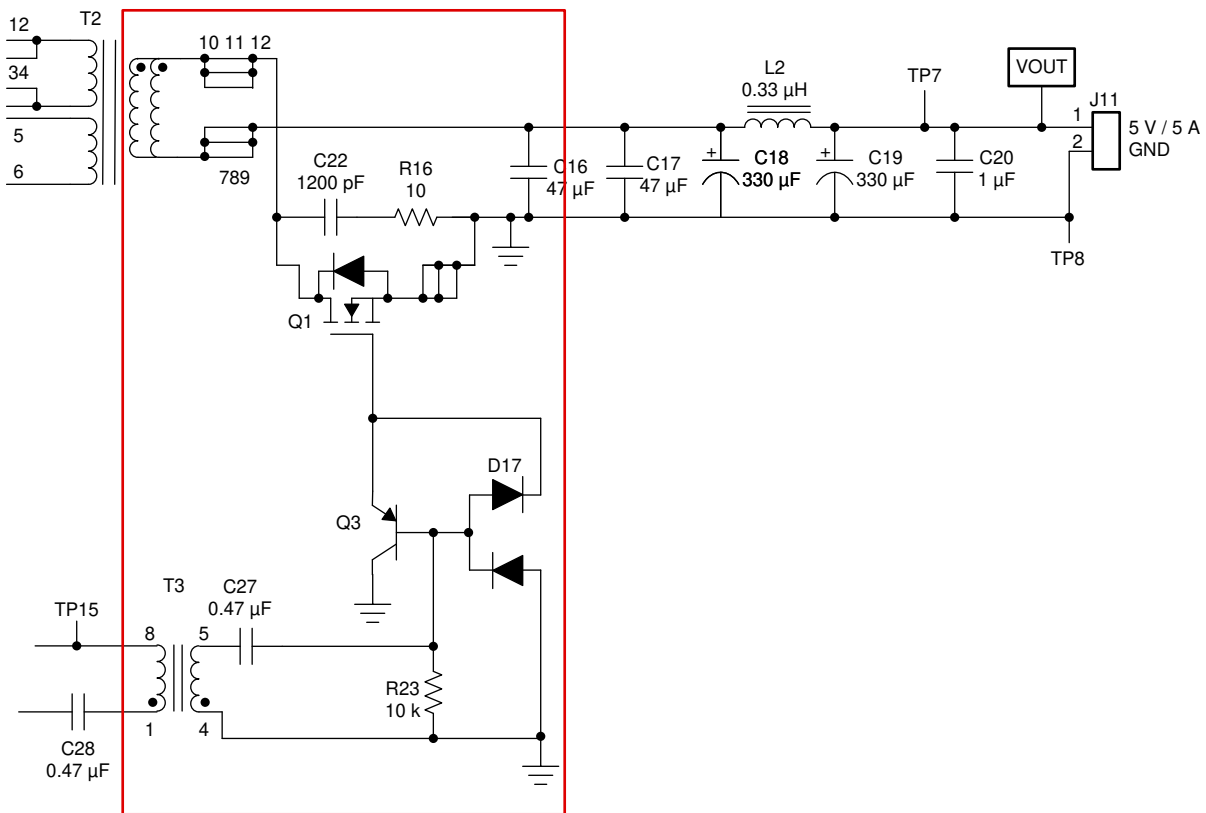 12
T2
34
5
6
10 11 12
789
C22
1200 pF
R16
10
C16
47 µF
C17
47 µF
C18
330 µF
L2
0.33 µH
C19
330 µF
TP7
C20
1 µF
VOUT
J11
1
2
5 V / 5 A
GND
TP8
Q1
D17
Q3
T3
C27
0.47 µF
TP15
8
5
1
4
R23
10 k
C28
0.47 µF
+
+